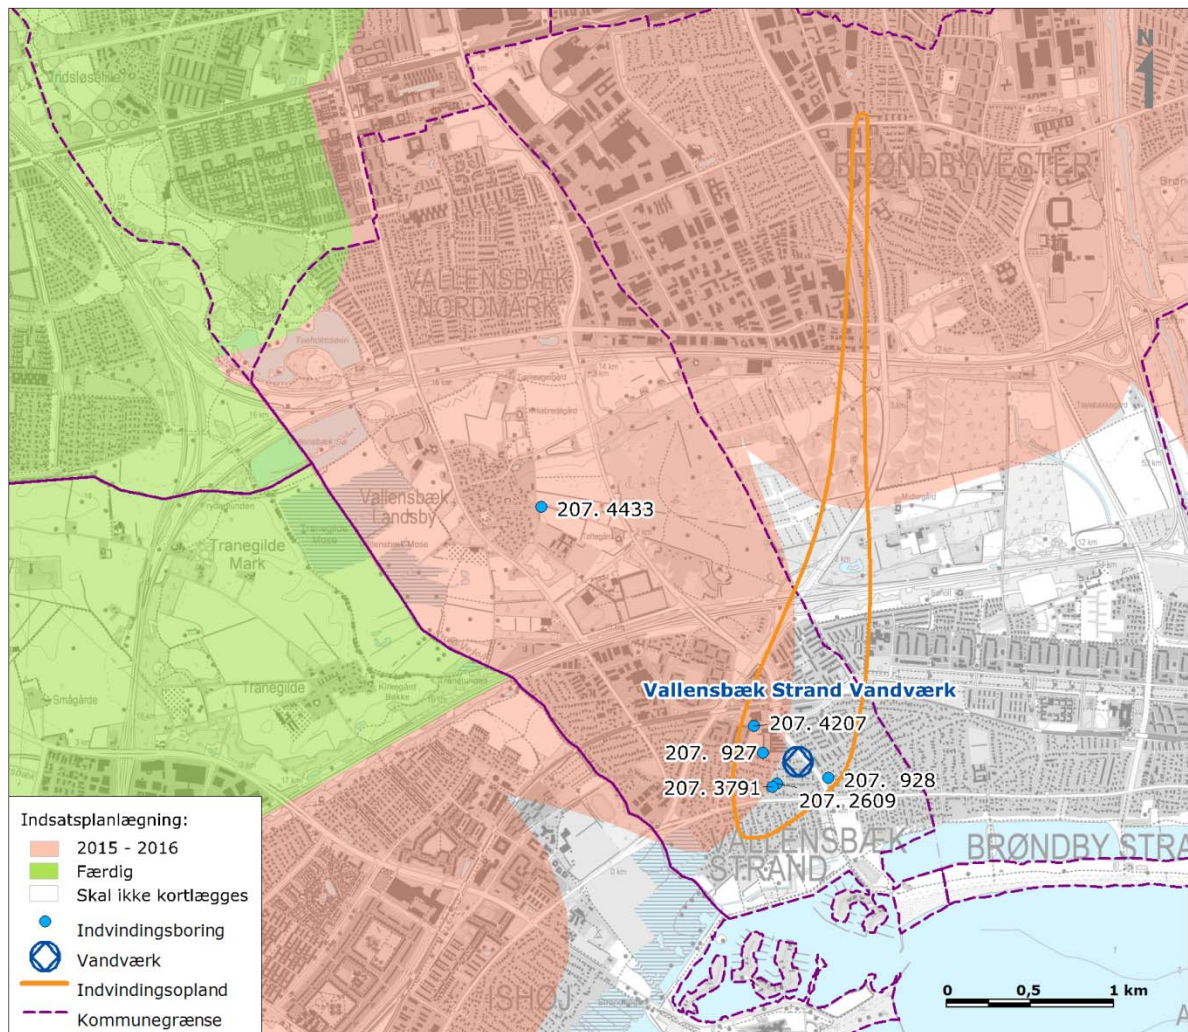 N
BRØNDBYVESTER
VALLENSBÆK
NORDMARK
Vallensbæk
Landsby
207. 4433
Tranegilde
Mark
Tranegilde
Smågårde
Vallensbæk Strand Vandværk
207. 4207
207. 927
207. 928
207. 3791
207. 2609
VALLENSBÆK
STRAND
BRØNDBY STRA
ISHØJ
Indsatsplanlægning:
2015 - 2016
Færdig
Skal ikke kortlægges
Indvindingsboring
Vandværk
Indvindingsopland
Kommunegrænse
0 0,5 1 km